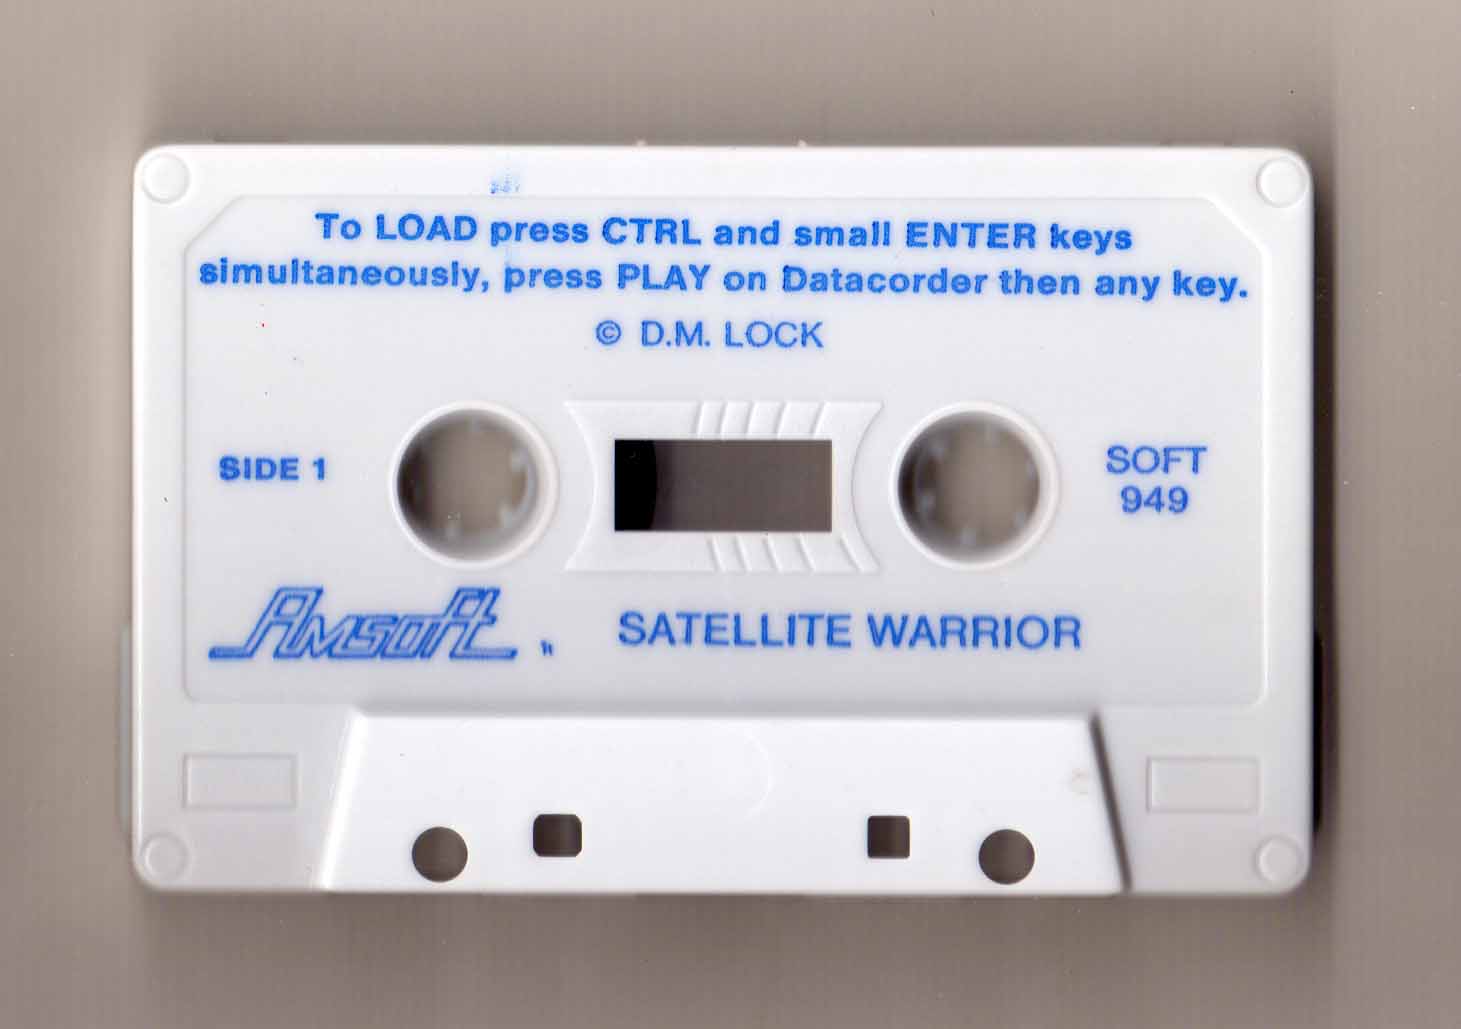 To LOAD press CTRL and small ENTER keys
simultaneously, press PLAY on Datacorder then any key.
© D.M. LOCK
SIDE 1
SOFT
949
Amsoft
SATELLITE WARRIOR